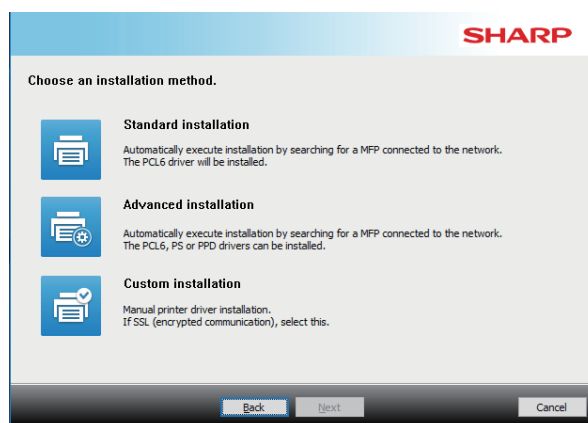 SHARP
Choose an installation method.
Standard installation
Automatically execute installation by searching for a MFP connected to the network.
The PCL6 driver will be installed.
Advanced installation
Automatically execute installation by searching for a MFP connected to the network.
The PCL6, PS or PPD drivers can be installed.
Custom installation
Manual printer driver installation.
If SSL (encrypted communication), select this.
Back Next Cancel